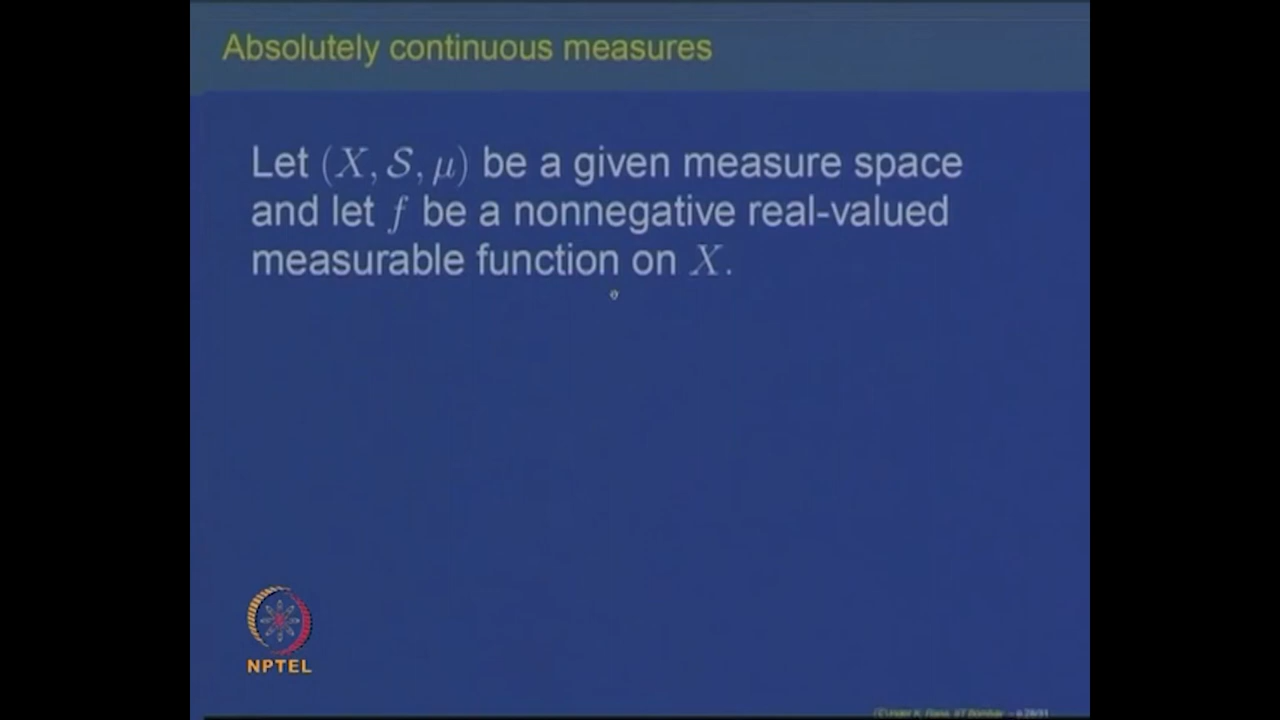 Absolutely continuous measures
Let (X, S, μ) be a given measure space
and let f be a nonnegative real-valued
measurable function on X.
NPTEL